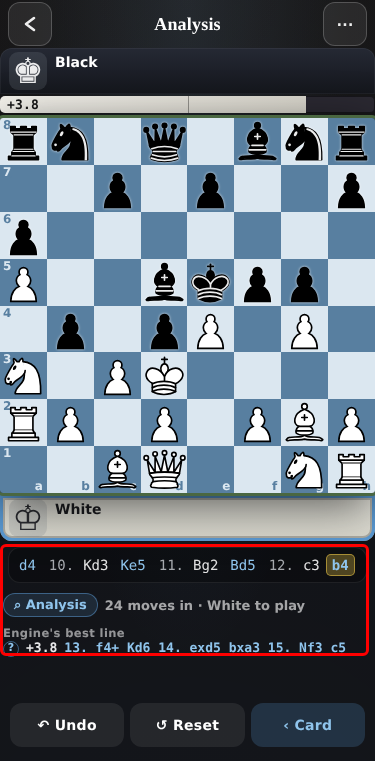 Analysis
...
Black
+3.8
8
7
6
5
4
3
2
1
a b d e f
White
d4 10. Kd3 Ke5 11. Bg2 Bd5 12. c3 b4
Analysis 24 moves in · White to play
Engine's best line
? +3.8 13. f4+ Kd6 14. exd5 bxa3 15. Nf3 c5
↶ Undo
↺ Reset
‹ Card